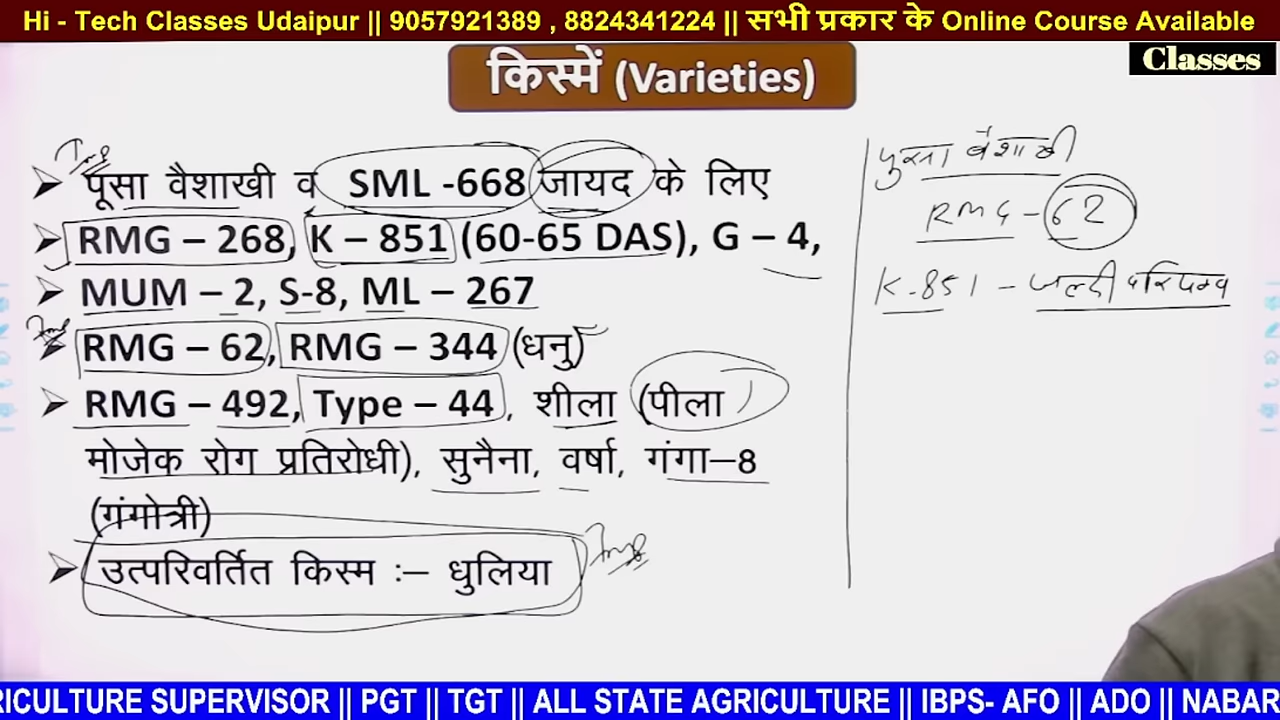 Hi - Tech Classes Udaipur || 9057921389 , 8824341224 || सभी प्रकार के Online Course Available
Classes
किस्में (Varieties)
Imp
पूसा वैशाखी व SML -668 जायद के लिए
RMG – 268, K – 851 (60-65 DAS), G – 4,
MUM – 2, S-8, ML – 267
Imp
RMG – 62, RMG – 344 (धनु)
RMG – 492, Type – 44, शीला (पीला
मोजेक रोग प्रतिरोधी), सुनैना, वर्षा, गंगा–8
(गंगोत्री)
उत्परिवर्तित किस्म :– धुलिया
Imp
पुसा वैशाखी
RMG - 62
K-851 - जल्दी परिपक्व
RICULTURE SUPERVISOR || PGT || TGT || ALL STATE AGRICULTURE || IBPS- AFO || ADO || NABAR